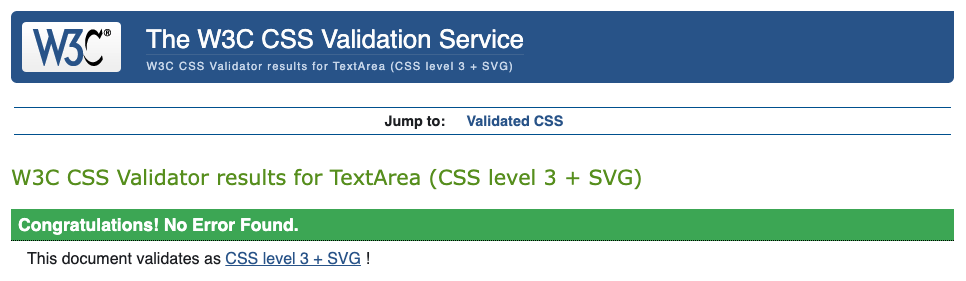 W3C®
The W3C CSS Validation Service
W3C CSS Validator results for TextArea (CSS level 3 + SVG)
Jump to: Validated CSS
W3C CSS Validator results for TextArea (CSS level 3 + SVG)
Congratulations! No Error Found.
This document validates as CSS level 3 + SVG !